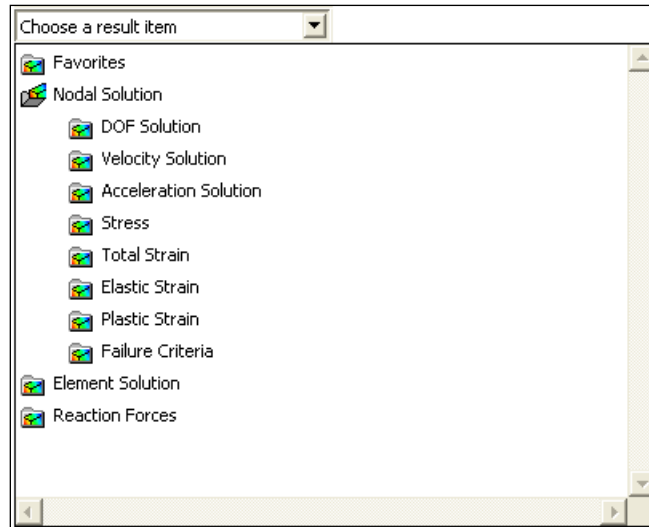 Choose a result item
Favorites
Nodal Solution
DOF Solution
Velocity Solution
Acceleration Solution
Stress
Total Strain
Elastic Strain
Plastic Strain
Failure Criteria
Element Solution
Reaction Forces